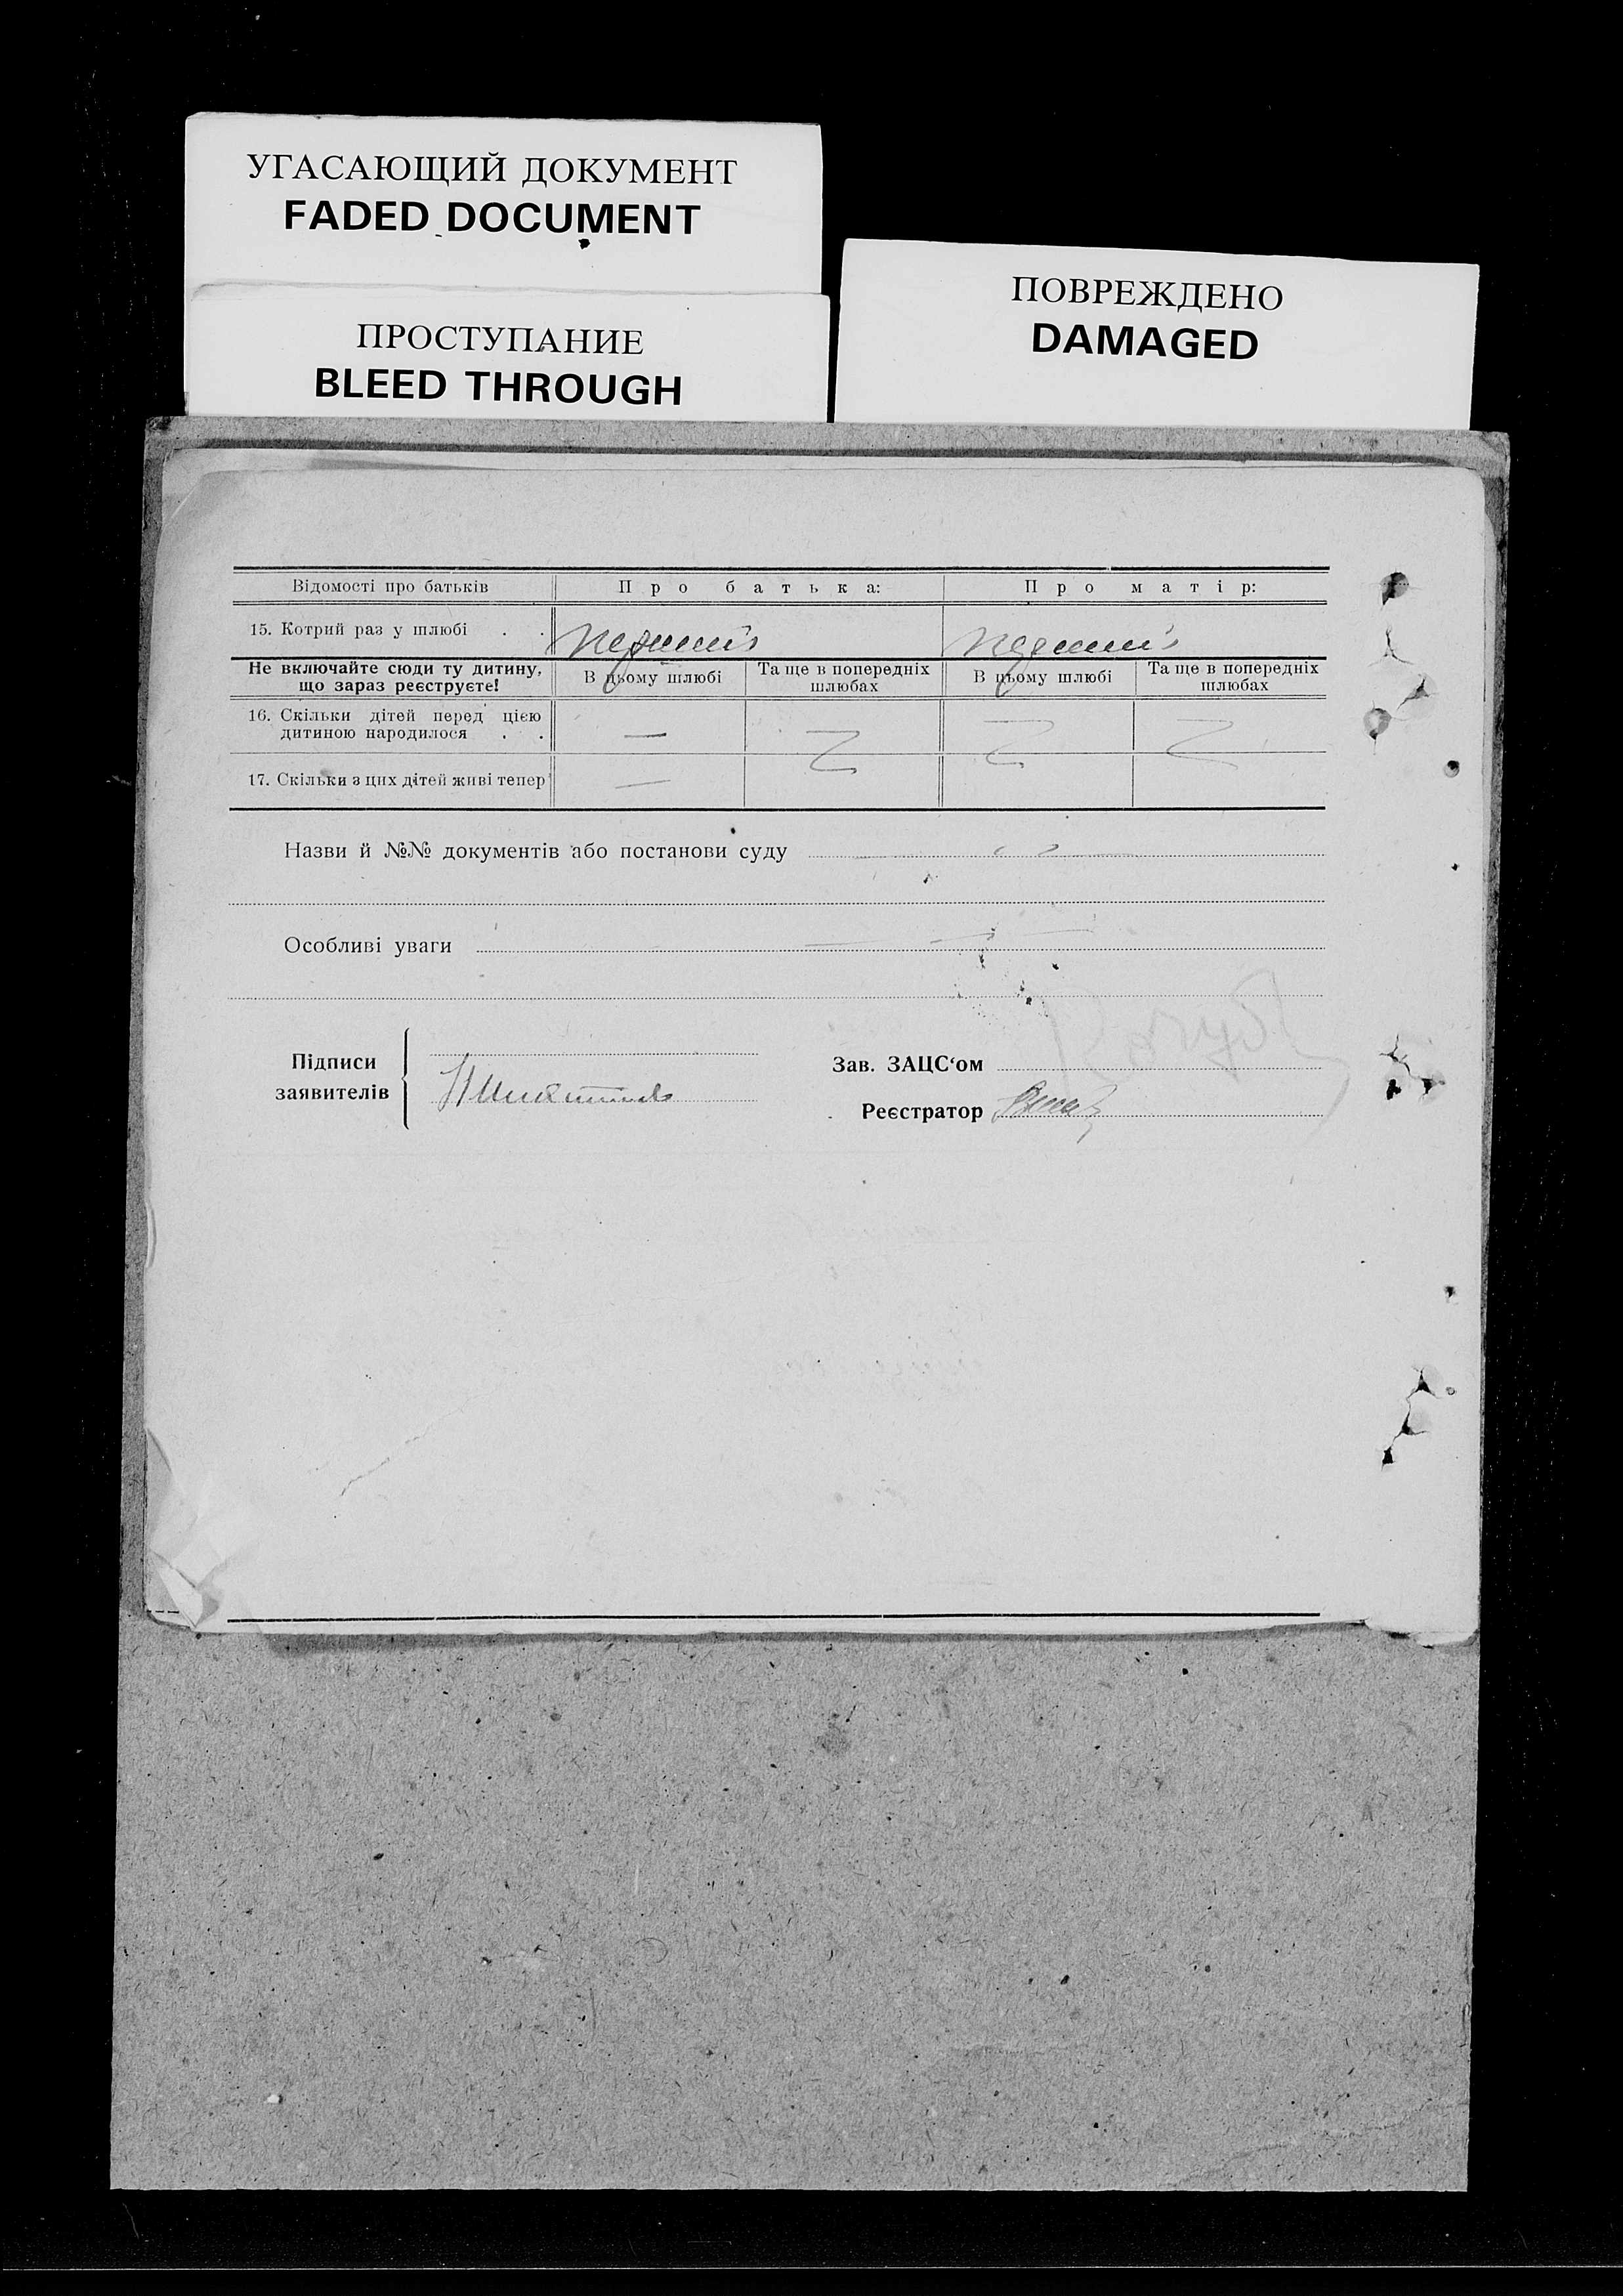 УГАСАЮЩИЙ ДОКУМЕНТ
FADED DOCUMENT
ПРОСТУПАНИЕ
BLEED THROUGH
ПОВРЕЖДЕНО
DAMAGED
Відомості про батьків Про батька: Про матір:
15. Котрий раз у шлюбі . . перший перший
Не включайте сюди ту дитину, що зараз реєструєте! В цьому шлюбі Та ще в попередніх шлюбах В цьому шлюбі Та ще в попередніх шлюбах
16. Скільки дітей перед цією
дитиною народилося . . —
17. Скільки з цих дітей живі тепер —
Назви й №№ документів або постанови суду
Особливі уваги
Підписи
заявителів
Зав. ЗАЦС‘ом
Реєстратор